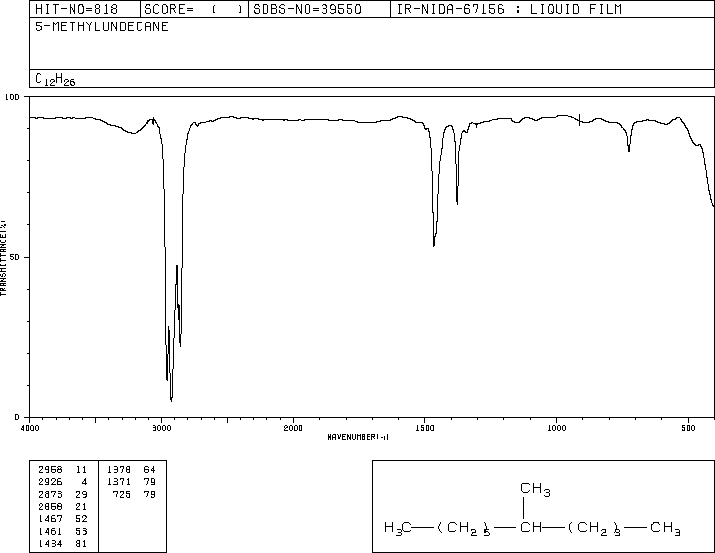 HIT-NO=818 SCORE= ( ) SDBS-NO=39550 IR-NIDA-67156 : LIQUID FILM
5-METHYLUNDECANE
C12H26
100
TRANSMITTANCE(%)
50
0
4000 3000 2000 1500 1000 500
WAVENUMBER(-1)
2958 11 1378 64
2926 4 1371 79
2873 29 725 79
2858 21
1467 52
1461 53
1434 81
CH3
H3C-(CH2)5-CH-(CH2)3-CH3